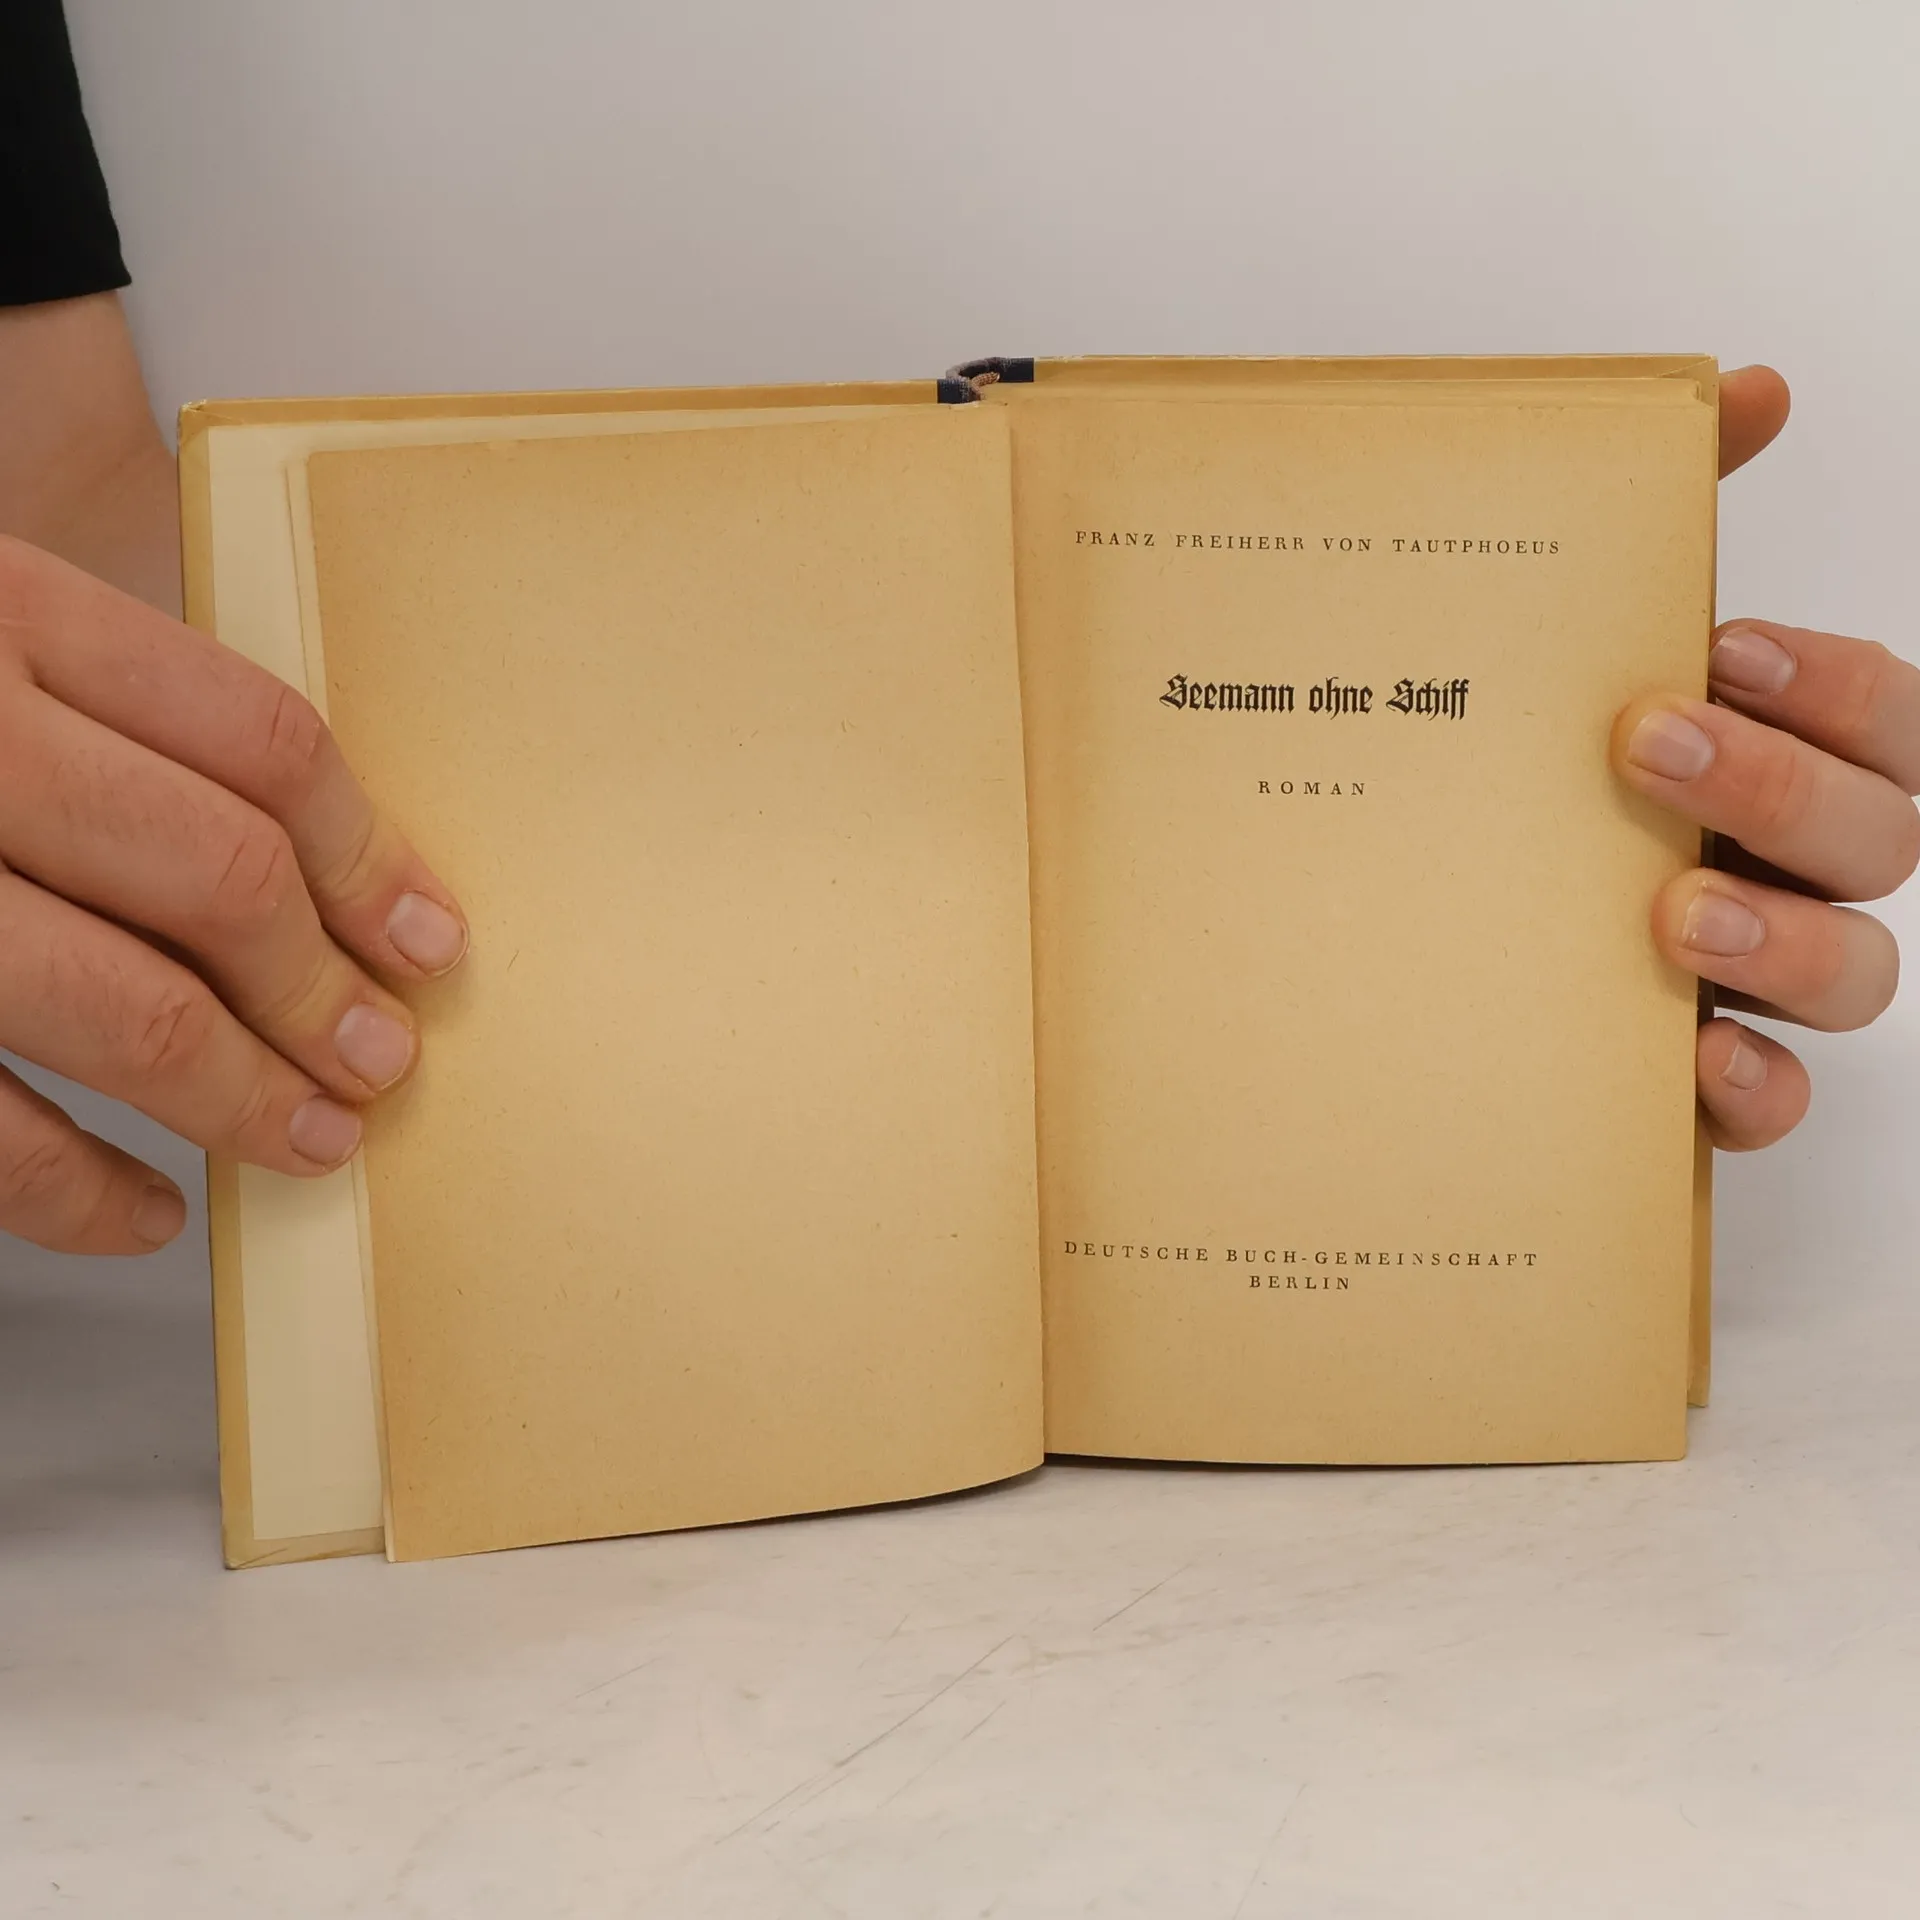 FRANZ FREIHERR VON TAUTPHOEUS
Seemann ohne Schiff
ROMAN
DEUTSCHE BUCH-GEMEINSCHAFT
BERLIN